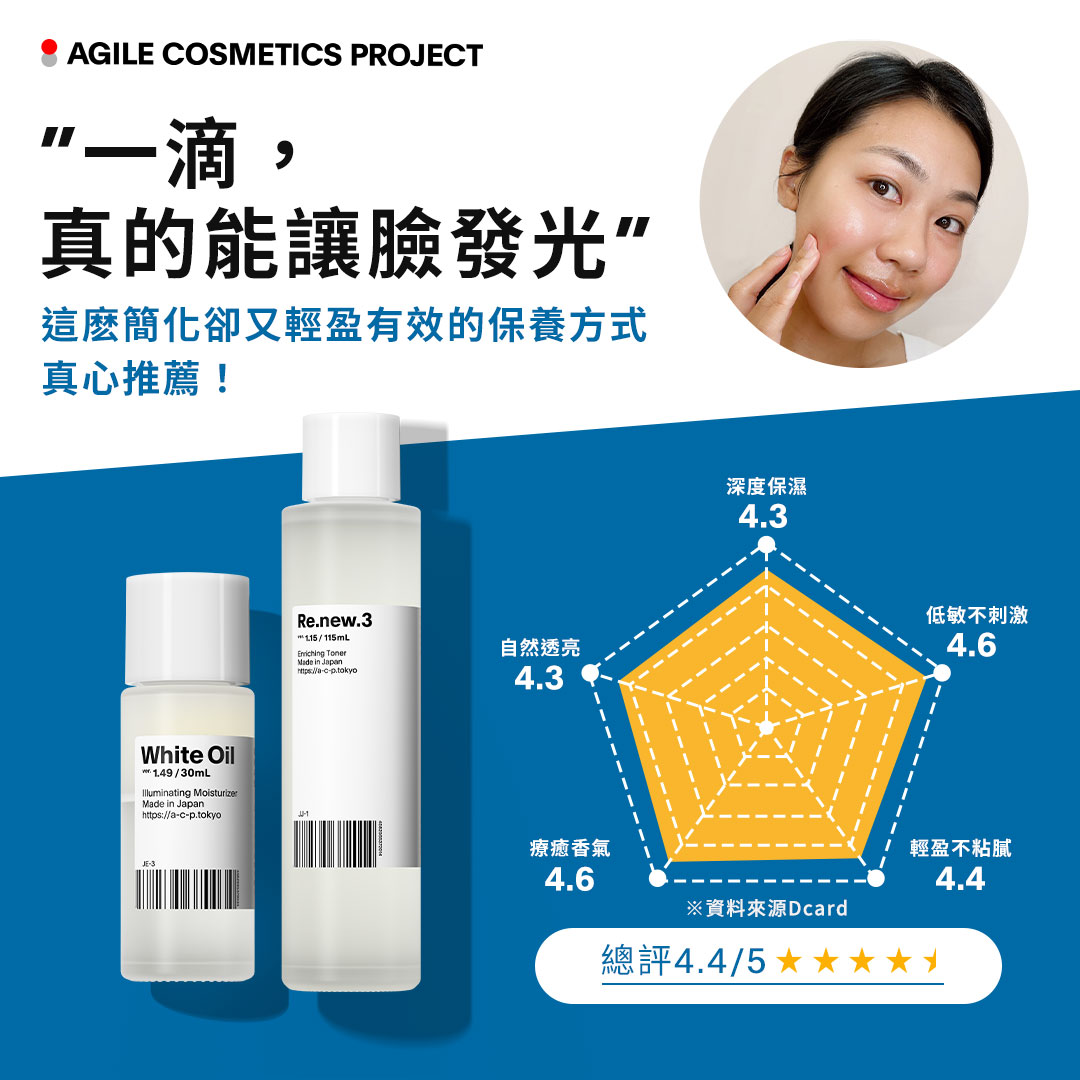 AGILE COSMETICS PROJECT
"一滴，
真的能讓臉發光"
這麼簡化卻又輕盈有效的保養方式
真心推薦！
深度保濕
4.3
低敏不刺激
4.6
自然透亮
4.3
療癒香氣
4.6
輕盈不粘膩
4.4
※資料來源Dcard
總評4.4/5
Re.new.3
ver. 1.15 / 115mL
Enriching Toner
Made in Japan
https://a-c-p.tokyo
JJ-1
White Oil
ver. 1.49 / 30mL
Illuminating Moisturizer
Made in Japan
https://a-c-p.tokyo
JE-3